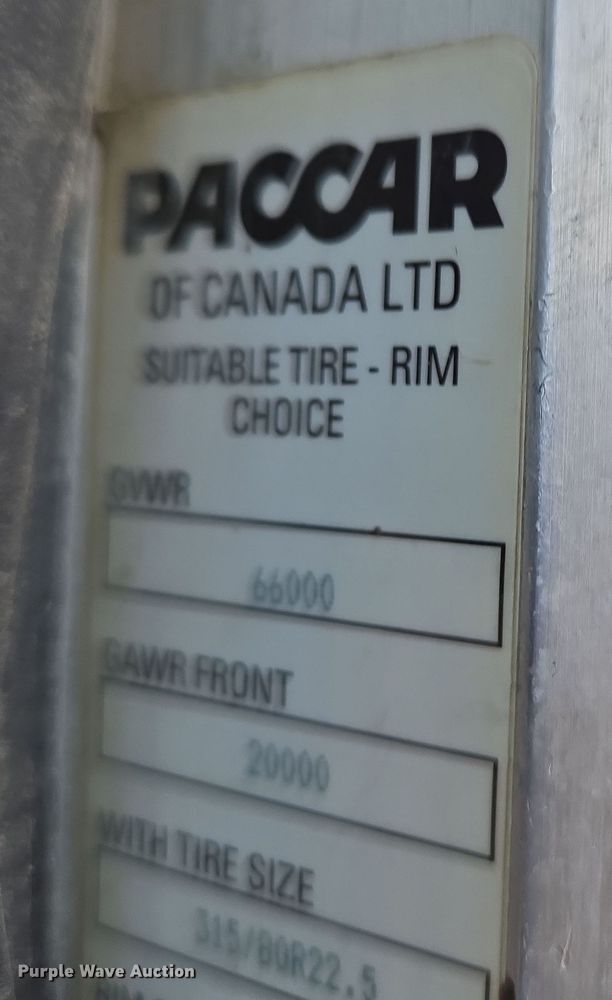 PACCAR
OF CANADA LTD
SUITABLE TIRE - RIM
CHOICE
GVWR
66000
GAWR FRONT
20000
WITH TIRE SIZE
315/80R22.5
Purple Wave Auction